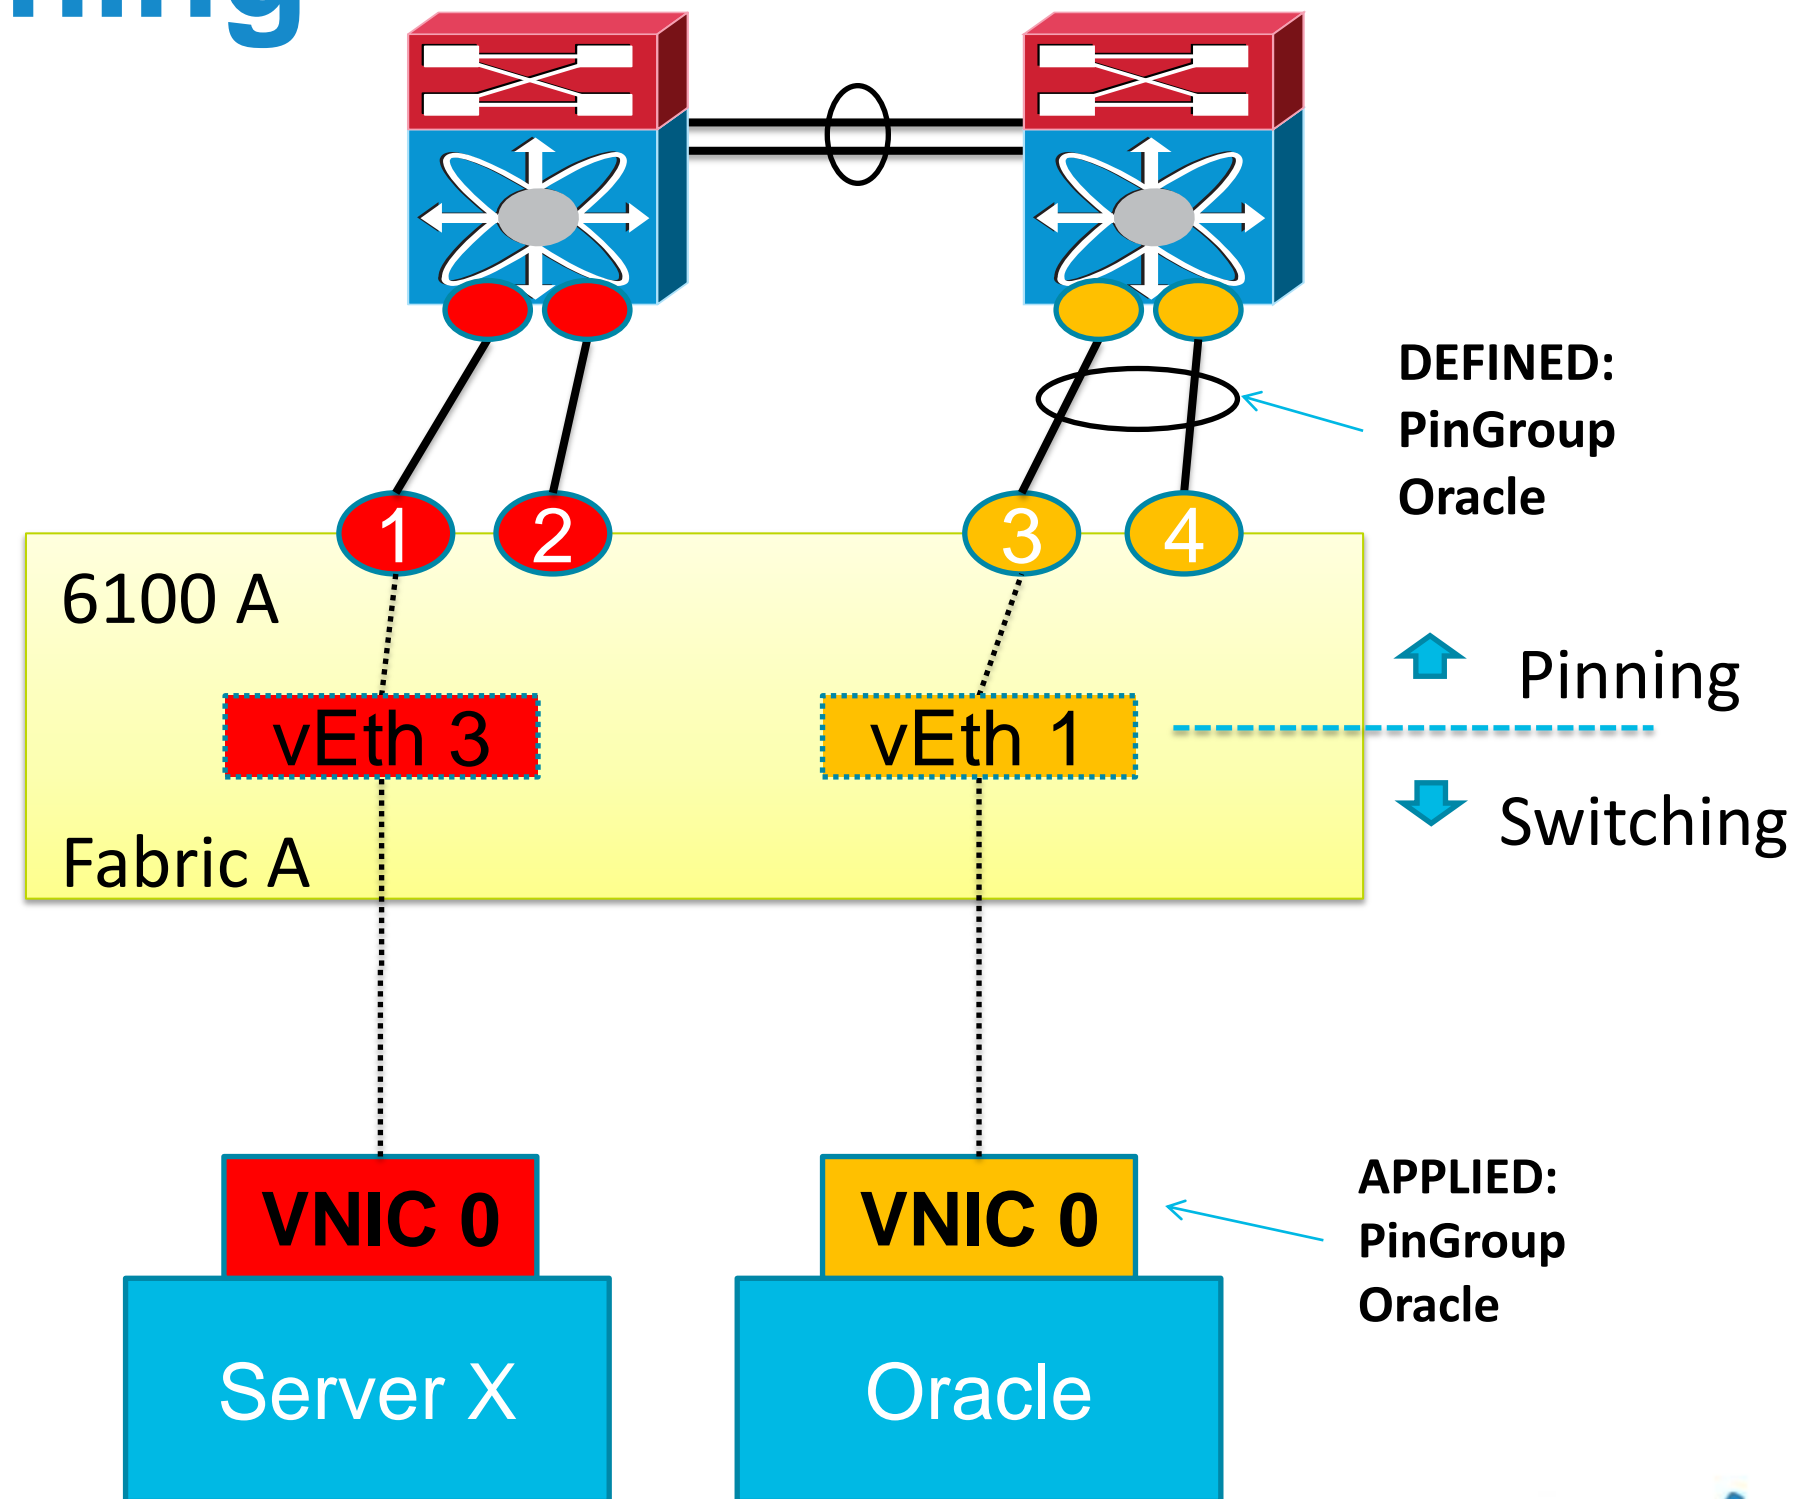 DEFINED:
PinGroup
Oracle
1 2 3 4
6100 A
Pinning
vEth 3 vEth 1
Switching
Fabric A
VNIC 0 VNIC 0
APPLIED:
PinGroup
Oracle
Server X Oracle